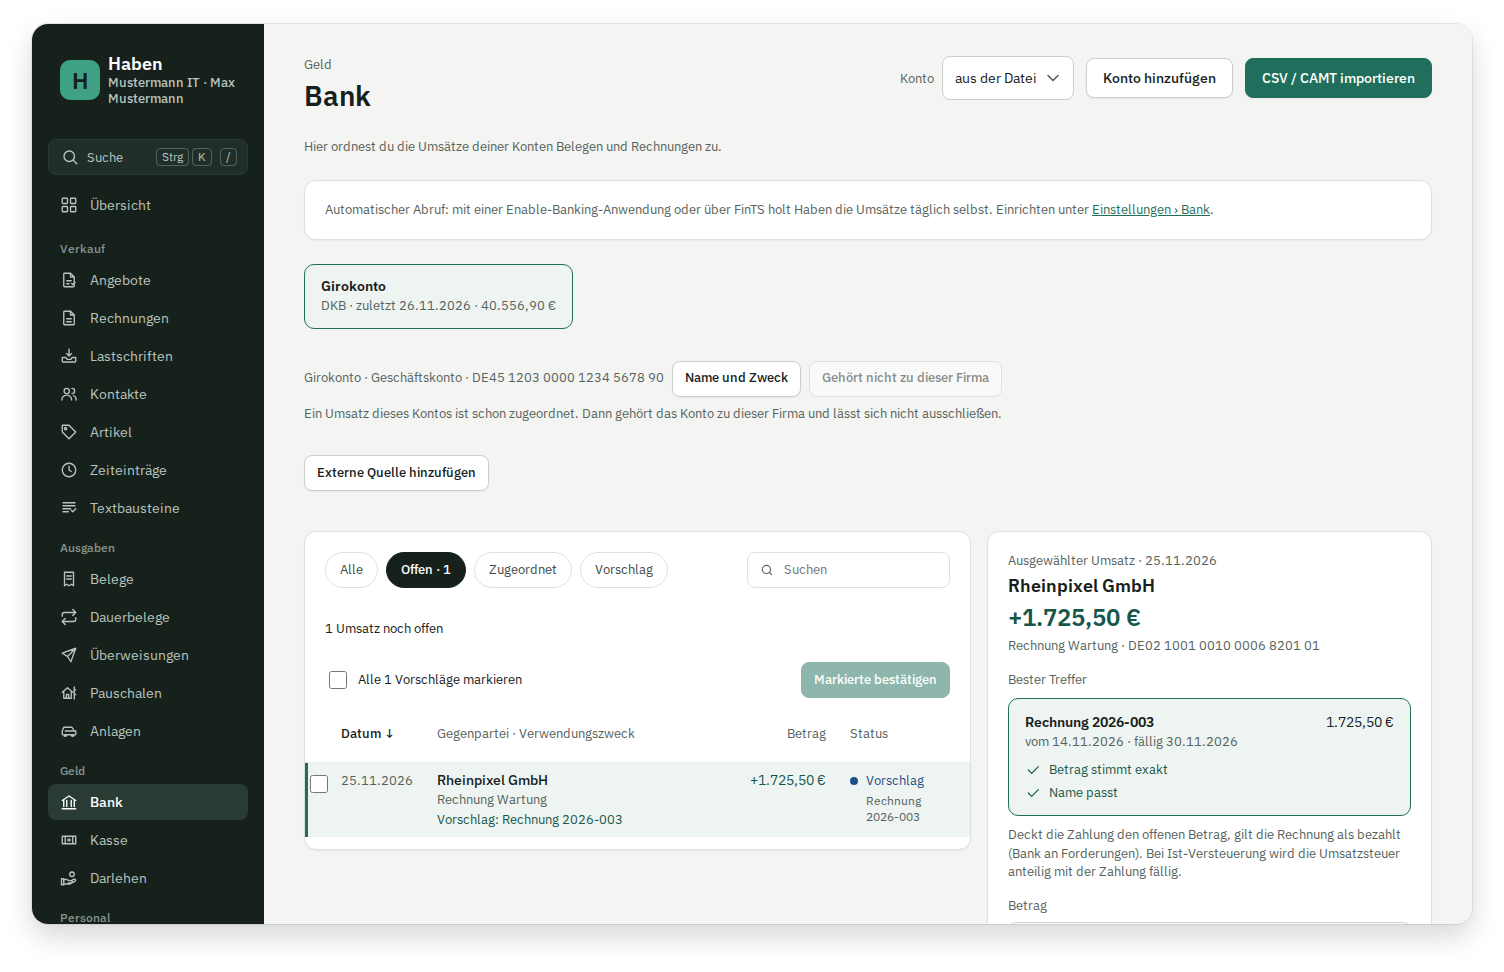 H
Haben
Mustermann IT · Max
Mustermann
Suche
Strg K /
Übersicht
Verkauf
Angebote
Rechnungen
Lastschriften
Kontakte
Artikel
Zeiteinträge
Textbausteine
Ausgaben
Belege
Dauerbelege
Überweisungen
Pauschalen
Anlagen
Geld
Bank
Kasse
Darlehen
Personal
Geld
Bank
Konto
aus der Datei
Konto hinzufügen
CSV / CAMT importieren
Hier ordnest du die Umsätze deiner Konten Belegen und Rechnungen zu.
Automatischer Abruf: mit einer Enable-Banking-Anwendung oder über FinTS holt Haben die Umsätze täglich selbst. Einrichten unter Einstellungen › Bank.
Girokonto
DKB · zuletzt 26.11.2026 · 40.556,90 €
Girokonto · Geschäftskonto · DE45 1203 0000 1234 5678 90
Name und Zweck
Gehört nicht zu dieser Firma
Ein Umsatz dieses Kontos ist schon zugeordnet. Dann gehört das Konto zu dieser Firma und lässt sich nicht ausschließen.
Externe Quelle hinzufügen
Alle
Offen · 1
Zugeordnet
Vorschlag
Suchen
1 Umsatz noch offen
Alle 1 Vorschläge markieren
Markierte bestätigen
Datum ↓
Gegenpartei · Verwendungszweck
Betrag
Status
25.11.2026
Rheinpixel GmbH
Rechnung Wartung
Vorschlag: Rechnung 2026-003
+1.725,50 €
Vorschlag
Rechnung
2026-003
Ausgewählter Umsatz · 25.11.2026
Rheinpixel GmbH
+1.725,50 €
Rechnung Wartung · DE02 1001 0010 0006 8201 01
Bester Treffer
Rechnung 2026-003
1.725,50 €
vom 14.11.2026 · fällig 30.11.2026
Betrag stimmt exakt
Name passt
Deckt die Zahlung den offenen Betrag, gilt die Rechnung als bezahlt
(Bank an Forderungen). Bei Ist-Versteuerung wird die Umsatzsteuer
anteilig mit der Zahlung fällig.
Betrag